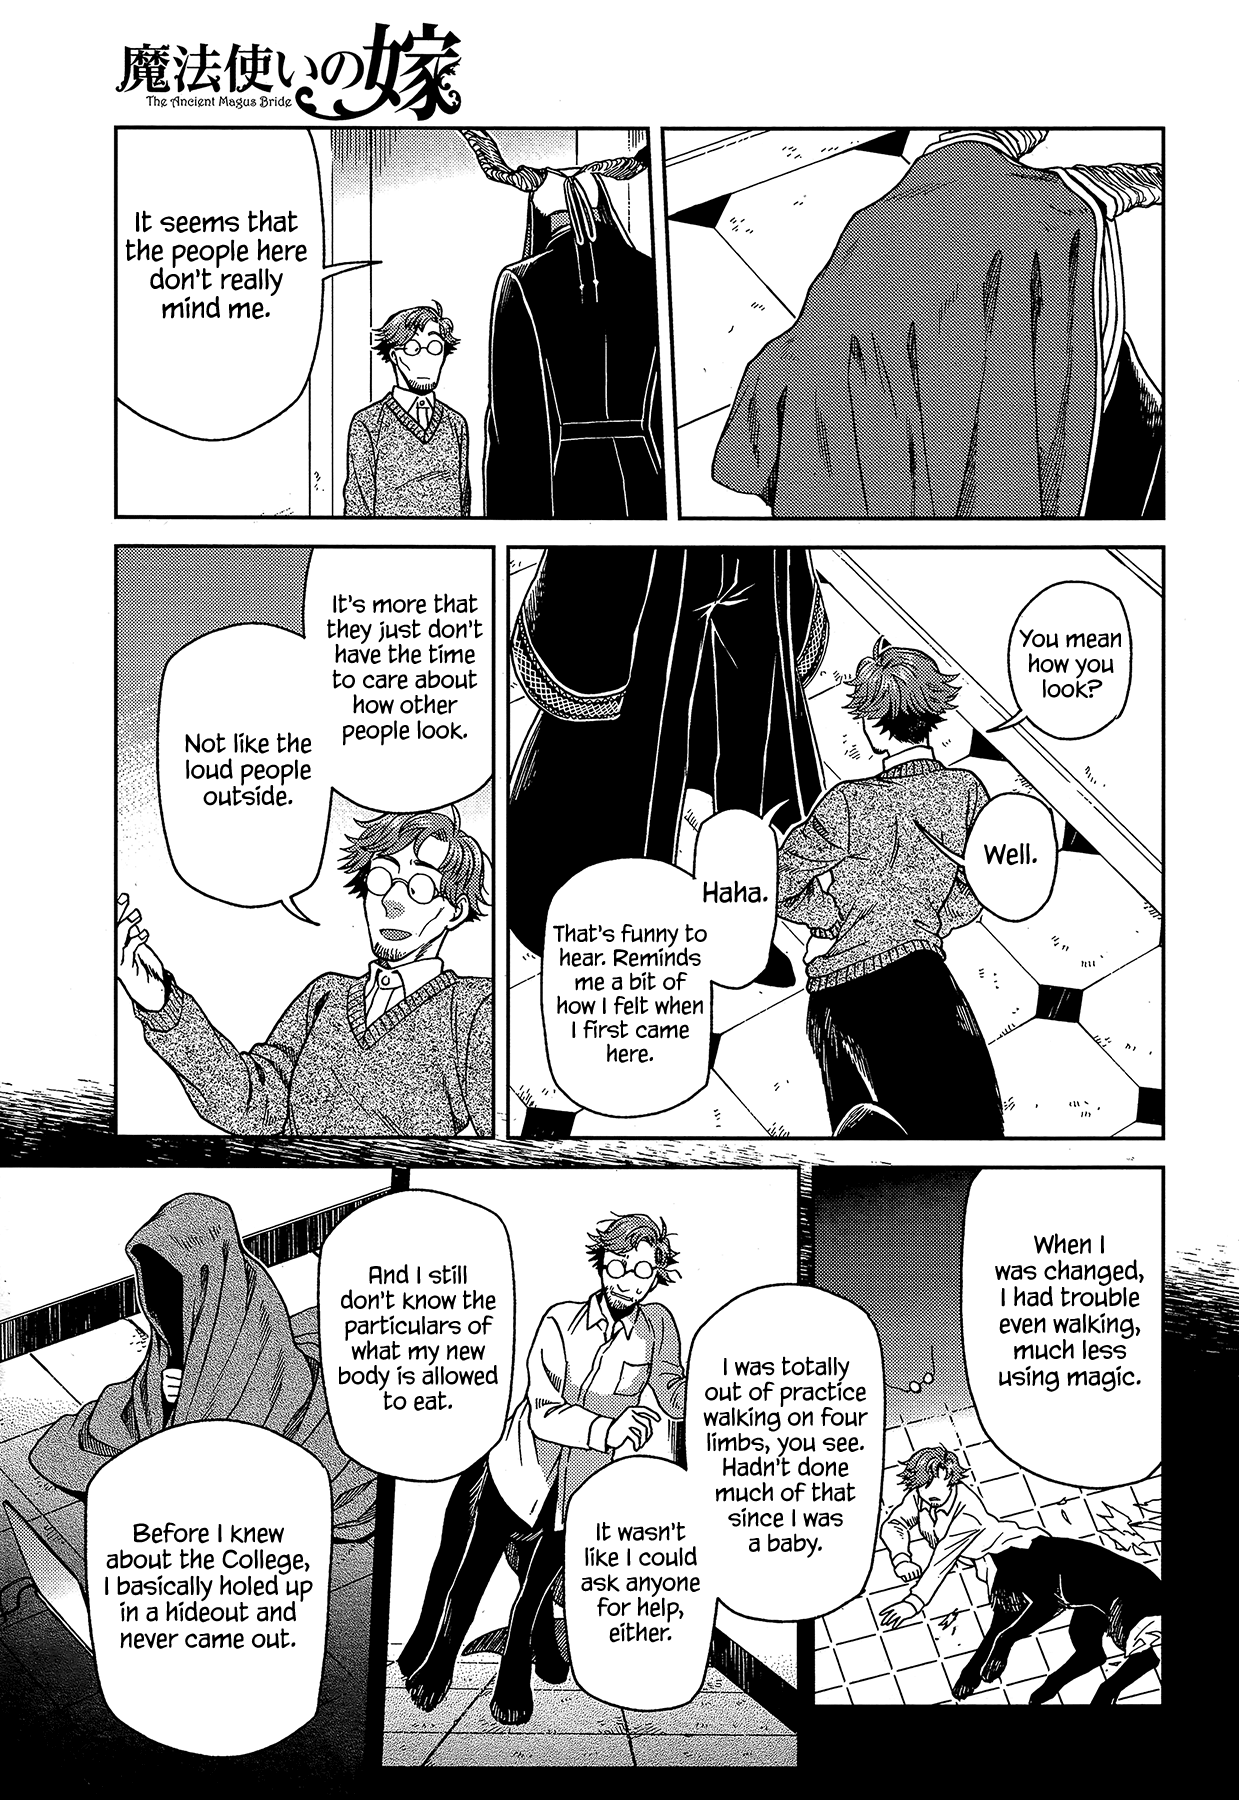 魔法使いの嫁
The Ancient Magus Bride
It seems that
the people here
don't really
mind me.
You mean
how you
look?
Well.
Haha.
That's funny to
hear. Reminds
me a bit of
how I felt when
I first came
here.
It's more that
they just don't
have the time
to care about
how other
people look.
Not like the
loud people
outside.
When I
was changed,
I had trouble
even walking,
much less
using magic.
I was totally
out of practice
walking on four
limbs, you see.
Hadn't done
much of that
since I was
a baby.
It wasn't
like I could
ask anyone
for help,
either.
And I still
don't know the
particulars of
what my new
body is allowed
to eat.
Before I knew
about the College,
I basically holed up
in a hideout and
never came out.